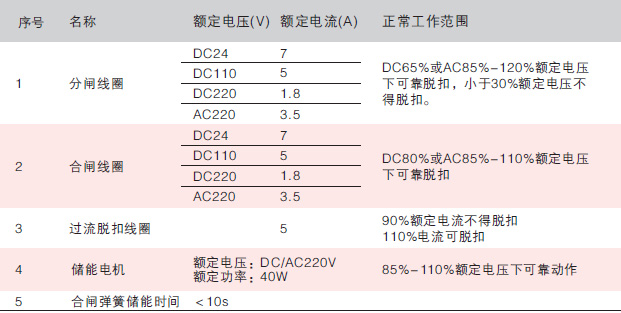 序号 名称 额定电压(V) 额定电流(A) 正常工作范围
1 分闸线圈
DC24 7
DC110 5
DC220 1.8
AC220 3.5
DC65%或AC85%-120%额定电压
下可靠脱扣，小于30%额定电压不
得脱扣。
2 合闸线圈
DC24 7
DC110 5
DC220 1.8
AC220 3.5
DC80%或AC85%-110%额定电压
下可靠脱扣
3 过流脱扣线圈 5
90%额定电流不得脱扣
110%电流可脱扣
4 储能电机
额定电压：DC/AC220V
额定功率：40W
85%-110%额定电压下可靠动作
5 合闸弹簧储能时间 ＜10s